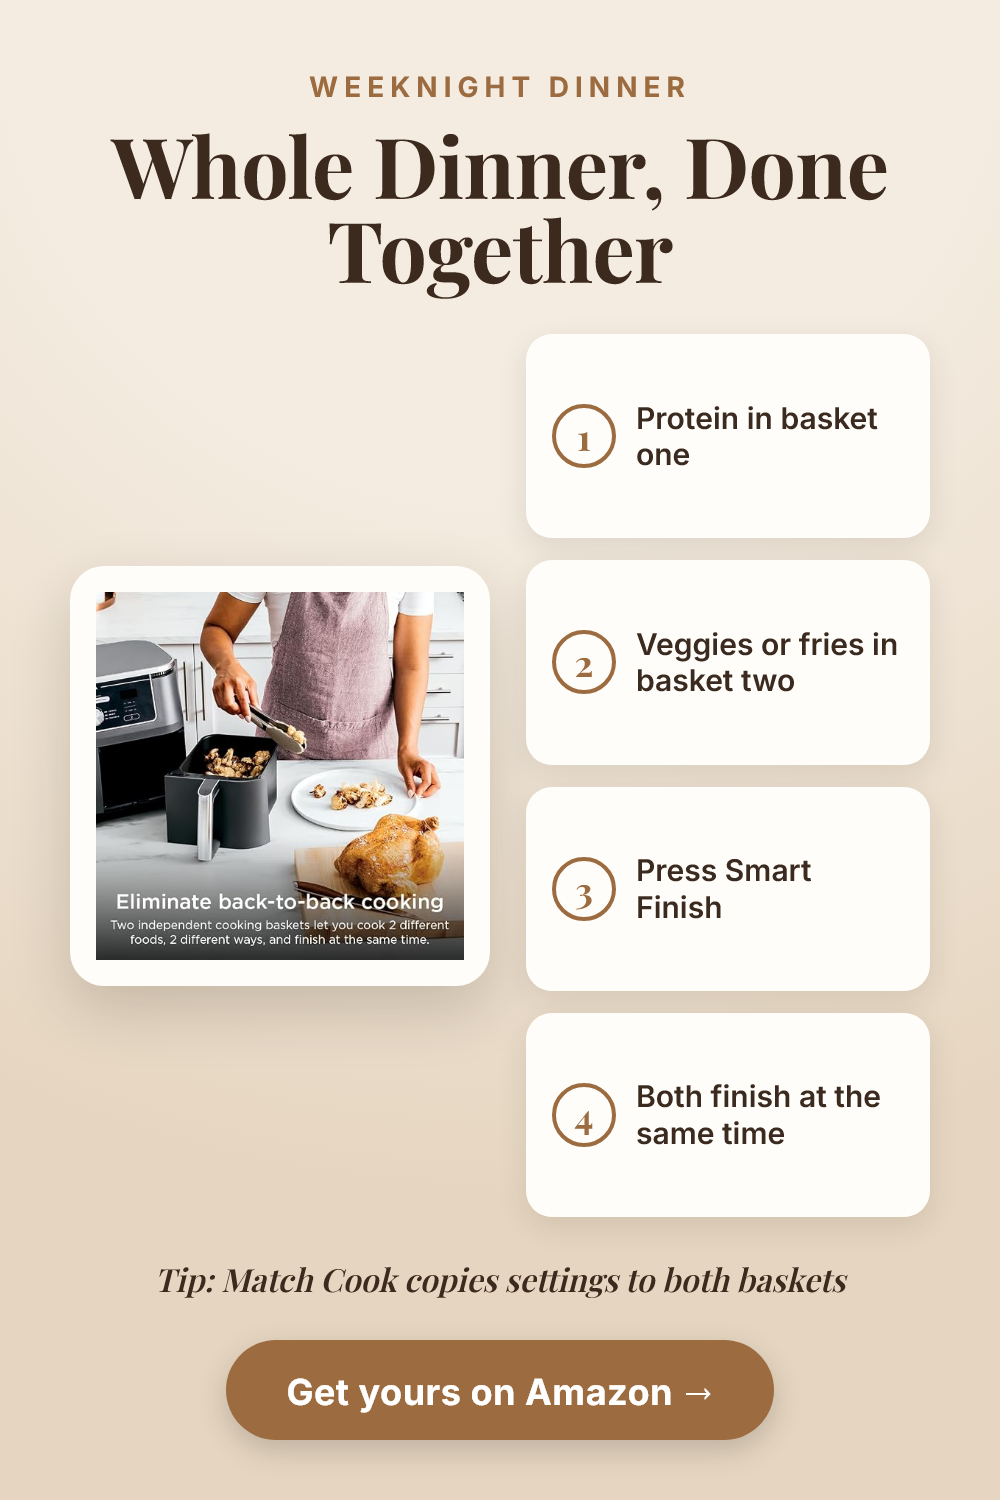 WEEKNIGHT DINNER
Whole Dinner, Done
Together
1
Protein in basket
one
2
Veggies or fries in
basket two
3
Press Smart
Finish
4
Both finish at the
same time
Eliminate back-to-back cooking
Two independent cooking baskets let you cook 2 different
foods, 2 different ways, and finish at the same time.
Tip: Match Cook copies settings to both baskets
Get yours on Amazon →